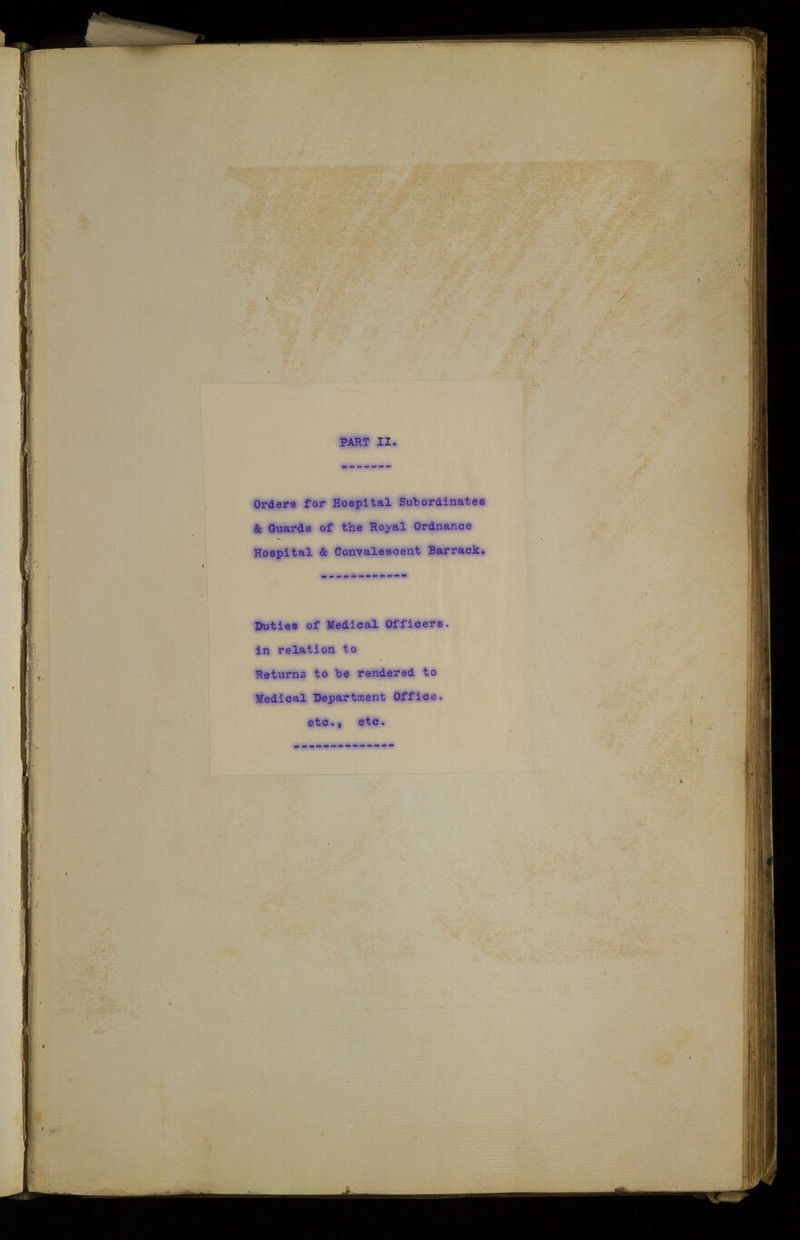 PART II.
-------
Orders for Hospital Subordinates
& Guards of the Royal Ordnance
Hospital & Convalescent Barrack.
------------
Duties of Medical Officers.
in relation to
Returns to be rendered to
Medical Department Office.
etc., etc.
--------------